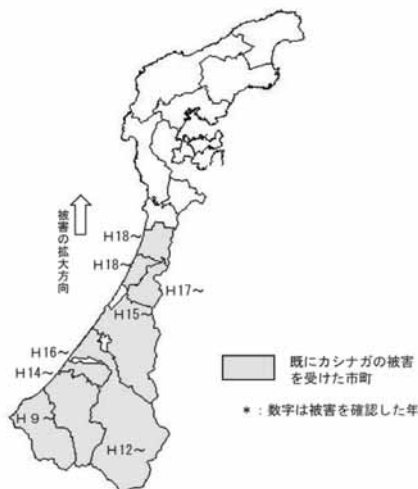 被害の拡大方向
H18~
H18~
H17~
H15~
H16~
H14~
H9~
H12~
既にカシナガの被害
を受けた市町
*：数字は被害を確認した年